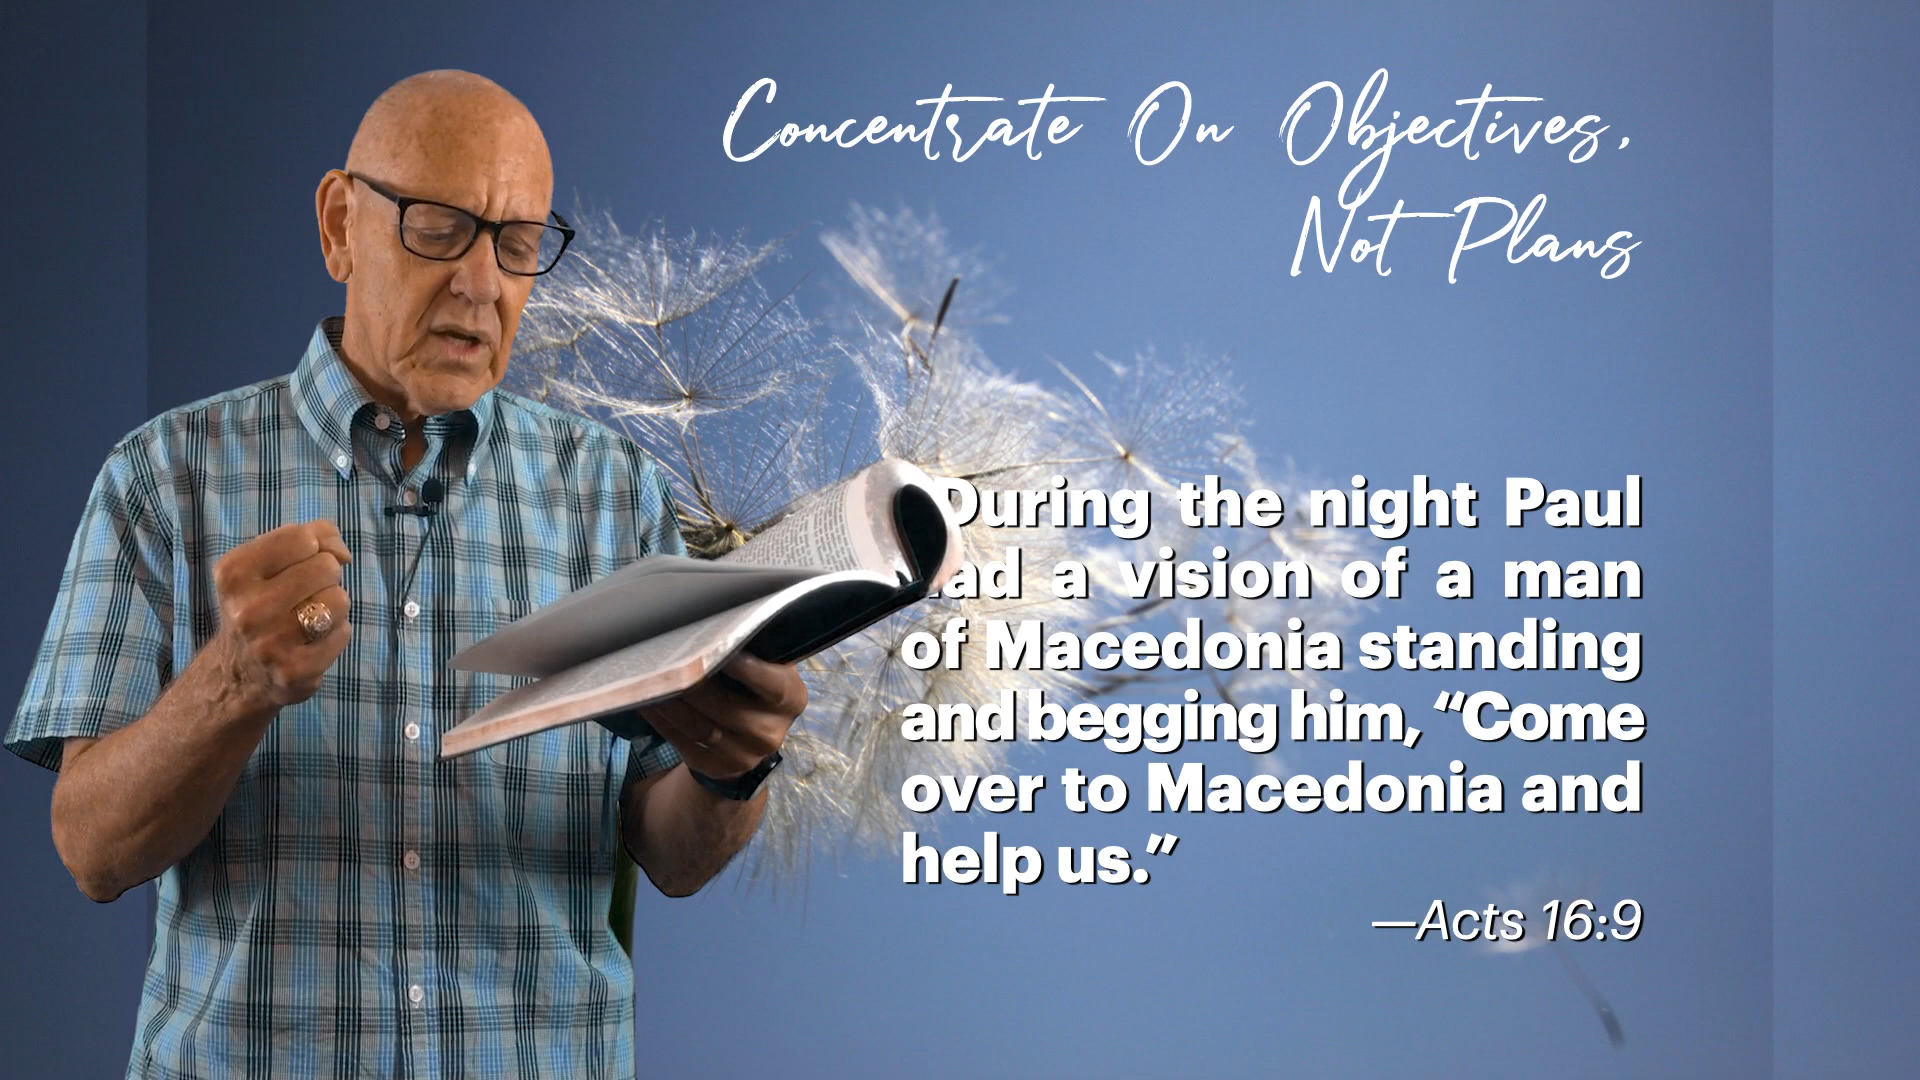 Concentrate On Objectives,
Not Plans
During the night Paul
had a vision of a man
of Macedonia standing
and begging him, “Come
over to Macedonia and
help us.”
—Acts 16:9